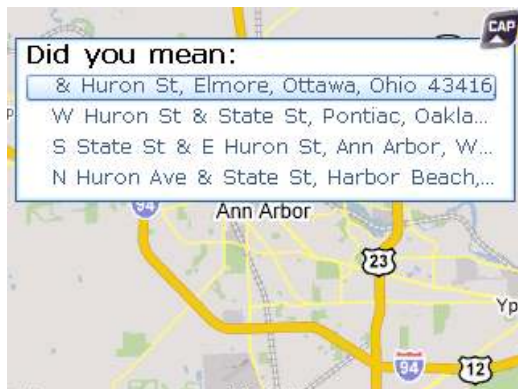 CAP
Did you mean:
& Huron St, Elmore, Ottawa, Ohio 43416
W Huron St & State St, Pontiac, Oakla...
S State St & E Huron St, Ann Arbor, W...
N Huron Ave & State St, Harbor Beach,...
94
Ann Arbor
23
Yp
94
12